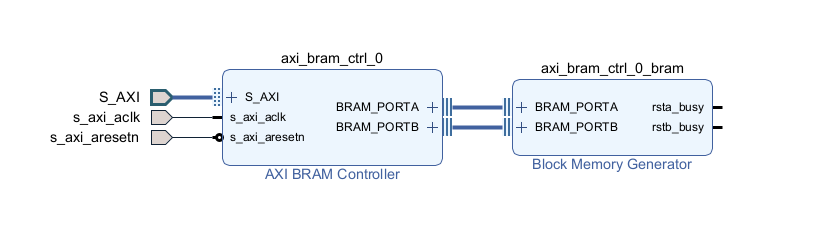 axi_bram_ctrl_0
axi_bram_ctrl_0_bram
S_AXI
s_axi_aclk
s_axi_aresetn
S_AXI
s_axi_aclk
s_axi_aresetn
BRAM_PORTA
BRAM_PORTB
BRAM_PORTA
BRAM_PORTB
rsta_busy
rstb_busy
AXI BRAM Controller
Block Memory Generator